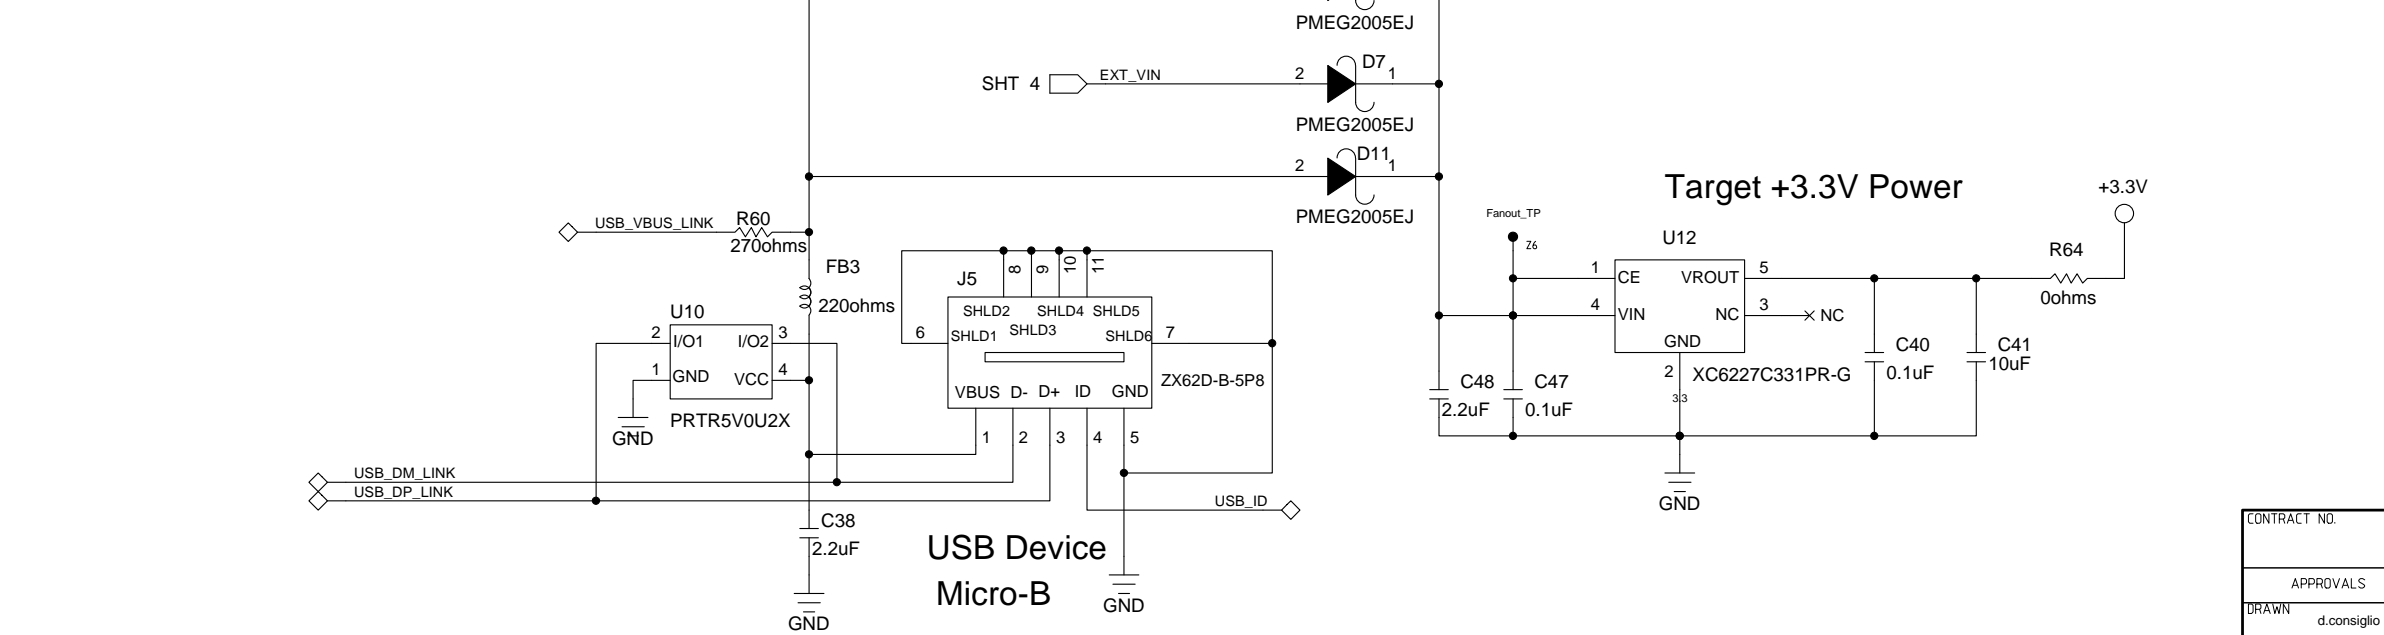 PMEG2005EJ
D7
SHT 4
EXT_VIN
2
1
PMEG2005EJ
D11
2
1
PMEG2005EJ
Target +3.3V Power
+3.3V
USB_VBUS_LINK
R60
270ohms
Fanout_TP
Z6
U12
R64
0ohms
FB3
220ohms
J5
8
9
10
11
1
CE
VROUT
5
4
VIN
NC
3
NC
GND
2
XC6227C331PR-G
3.3
U10
2
I/O1
I/O2
3
1
GND
VCC
4
PRTR5V0U2X
GND
SHLD2
SHLD4
SHLD5
SHLD3
6
SHLD1
SHLD6
7
ZX62D-B-5P8
VBUS
D-
D+
ID
GND
1
2
3
4
5
C48
2.2uF
C47
0.1uF
C40
0.1uF
C41
10uF
USB_DM_LINK
USB_DP_LINK
USB_ID
GND
C38
2.2uF
USB Device
Micro-B
GND
GND
CONTRACT NO.
APPROVALS
DRAWN
d.consiglio